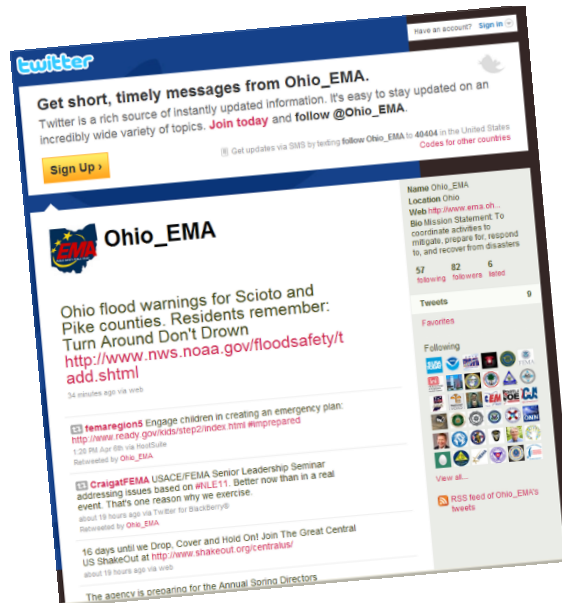 twitter
Have an account? Sign in
Get short, timely messages from Ohio_EMA.
Twitter is a rich source of instantly updated information. It's easy to stay updated on an
incredibly wide variety of topics. Join today and follow @Ohio_EMA.
Sign Up ›
Get updates via SMS by texting follow Ohio_EMA to 40404 in the United States
Codes for other countries
EMA
Ohio_EMA
Ohio flood warnings for Scioto and
Pike counties. Residents remember:
Turn Around Don't Drown
http://www.nws.noaa.gov/floodsafety/t
add.shtml
34 minutes ago via web
femaregion5 Engage children in creating an emergency plan:
http://www.ready.gov/kids/step2/index.html #imprepared
1:28 PM Apr 6th via HootSuite
Retweeted by Ohio_EMA
CraigatFEMA USACE/FEMA Senior Leadership Seminar
addressing issues based on #NLE11. Better now than in a real
event. That's one reason why we exercise.
about 19 hours ago via Twitter for BlackBerry®
Retweeted by Ohio_EMA
16 days until we Drop, Cover and Hold On! Join The Great Central
US ShakeOut at http://www.shakeout.org/centralus/
about 19 hours ago via web
The agency is preparing for the Annual Spring Directors
Name Ohio_EMA
Location Ohio
Web http://www.ema.oh...
Bio Mission Statement: To
coordinate activities to
mitigate, prepare for, respond
to, and recover from disasters
57 82 6
following followers listed
Tweets 9
Favorites
Following
View all...
RSS feed of Ohio_EMA's
tweets